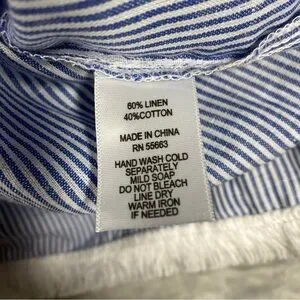 60% LINEN
40%COTTON
MADE IN CHINA
RN 55663
HAND WASH COLD
SEPARATELY
MILD SOAP
DO NOT BLEACH
LINE DRY
WARM IRON
IF NEEDED